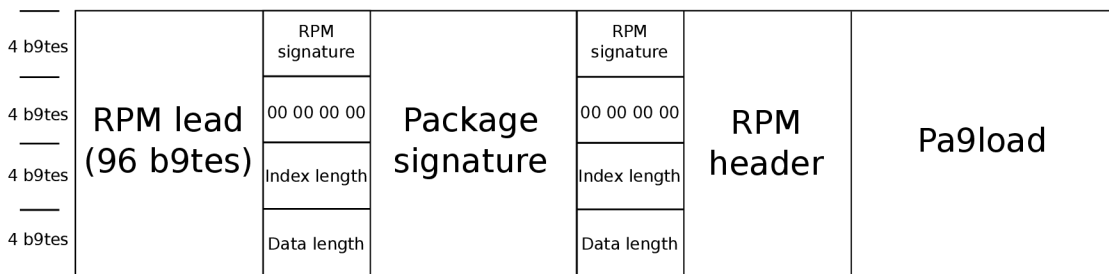 4 b9tes
4 b9tes
4 b9tes
4 b9tes
RPM lead
(96 b9tes)
RPM
signature
00 00 00 00
Index length
Data length
Package
signature
RPM
signature
00 00 00 00
Index length
Data length
RPM
header
Pa9load